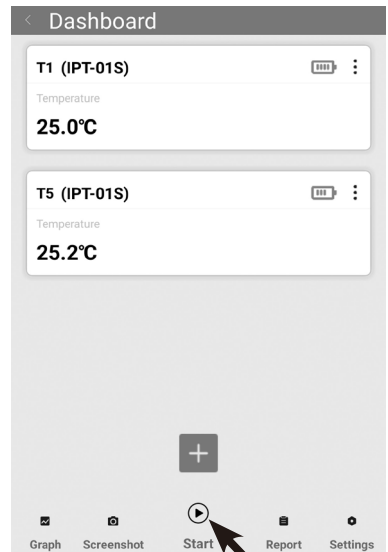 Dashboard
T1 (IPT-01S)
Temperature
25.0℃
T5 (IPT-01S)
Temperature
25.2℃
Graph Screenshot Start Report Settings